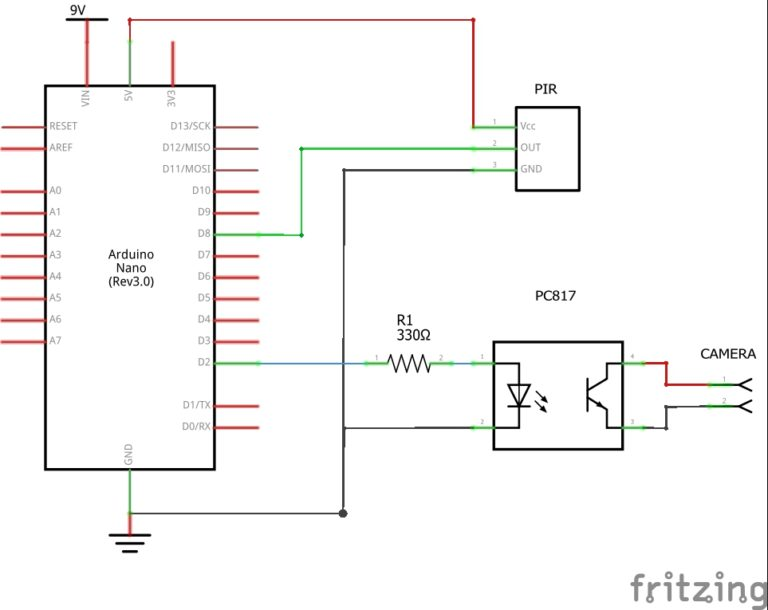 9V
VIN
5V
3V3
RESET
AREF
A0
A1
A2
A3
A4
A5
A6
A7
Arduino
Nano
(Rev3.0)
D13/SCK
D12/MISO
D11/MOSI
D10
D9
D8
D7
D6
D5
D4
D3
D2
D1/TX
D0/RX
GND
PIR
1 Vcc
2 OUT
3 GND
R1
330Ω
1 2
PC817
1 4
2 3
CAMERA
1
2
fritzing